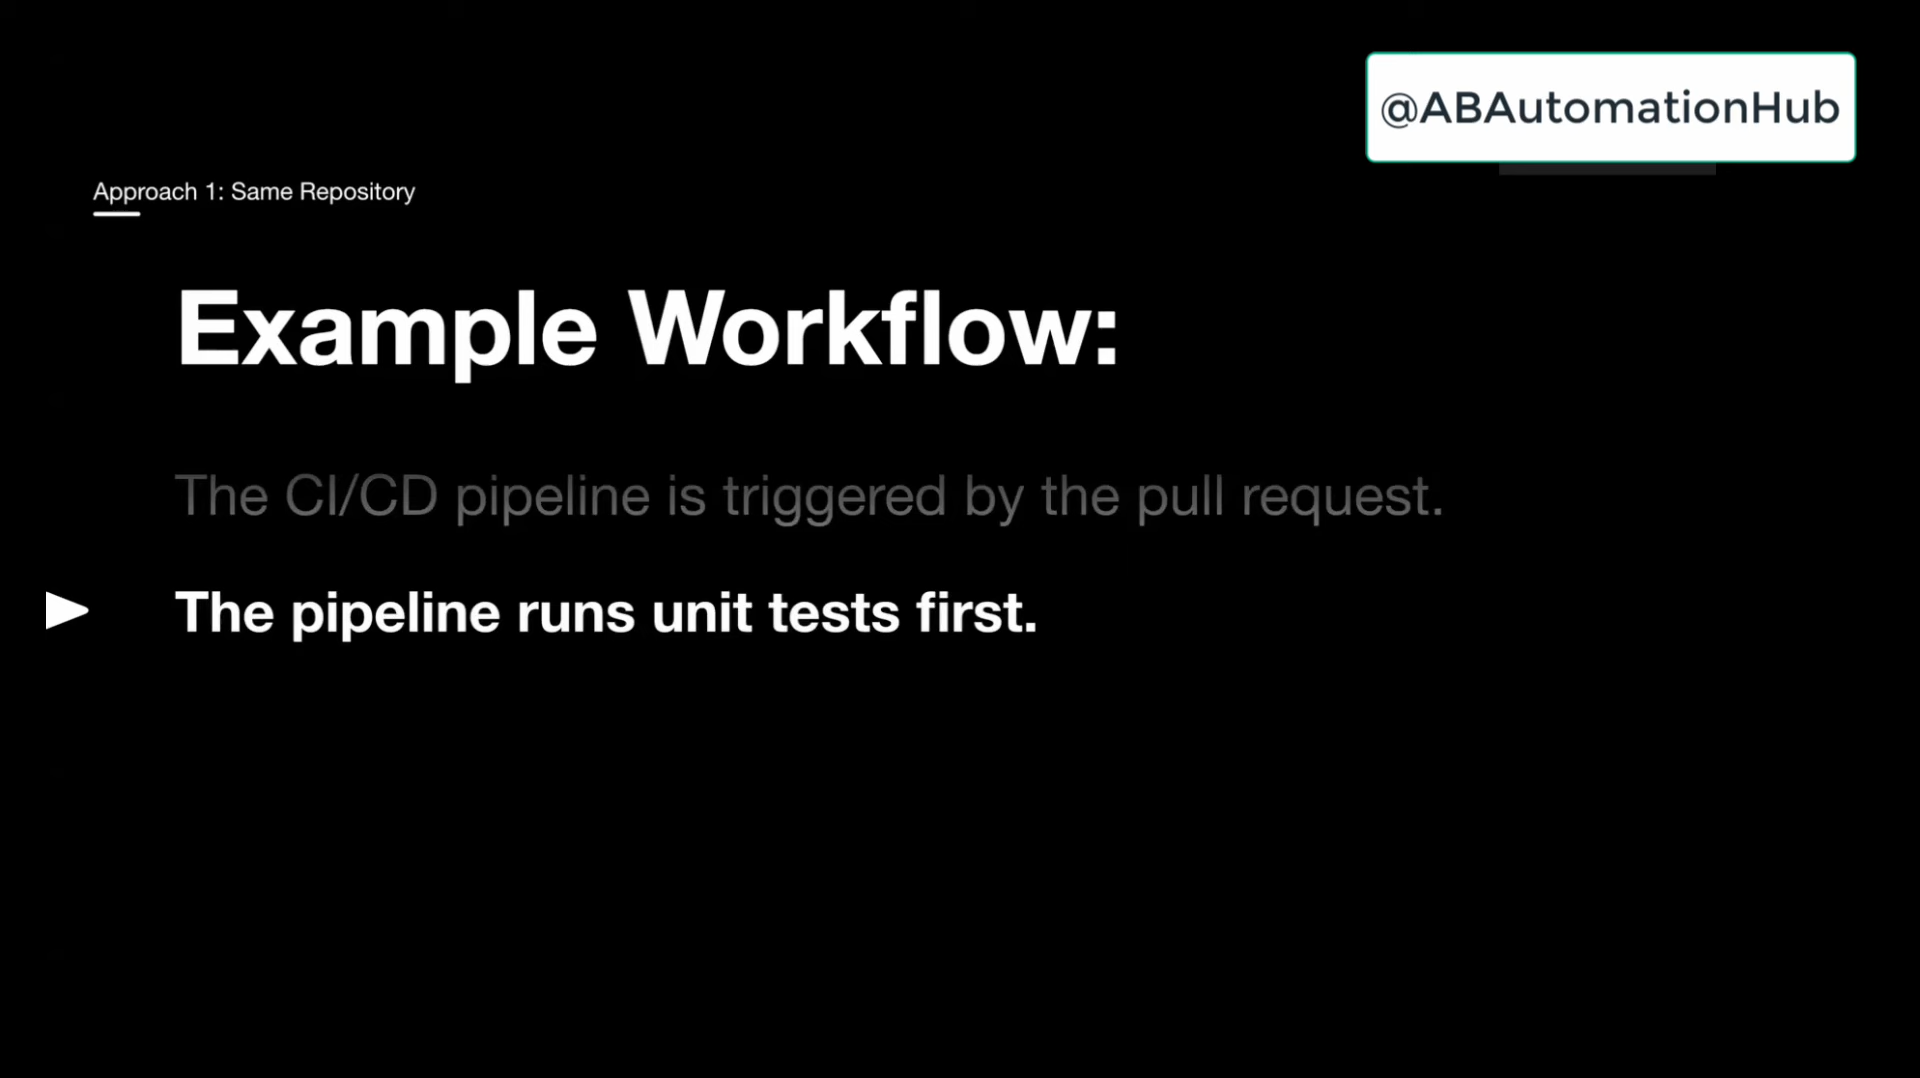 @ABAutomationHub
Approach 1: Same Repository
Example Workflow:
The CI/CD pipeline is triggered by the pull request.
The pipeline runs unit tests first.